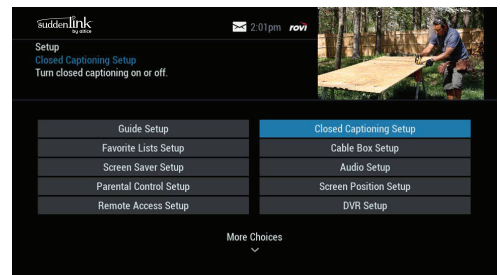 suddenlink
by altice
2:01pm rovi
Setup
Closed Captioning Setup
Turn closed captioning on or off.
Guide Setup
Closed Captioning Setup
Favorite Lists Setup
Cable Box Setup
Screen Saver Setup
Audio Setup
Parental Control Setup
Screen Position Setup
Remote Access Setup
DVR Setup
More Choices